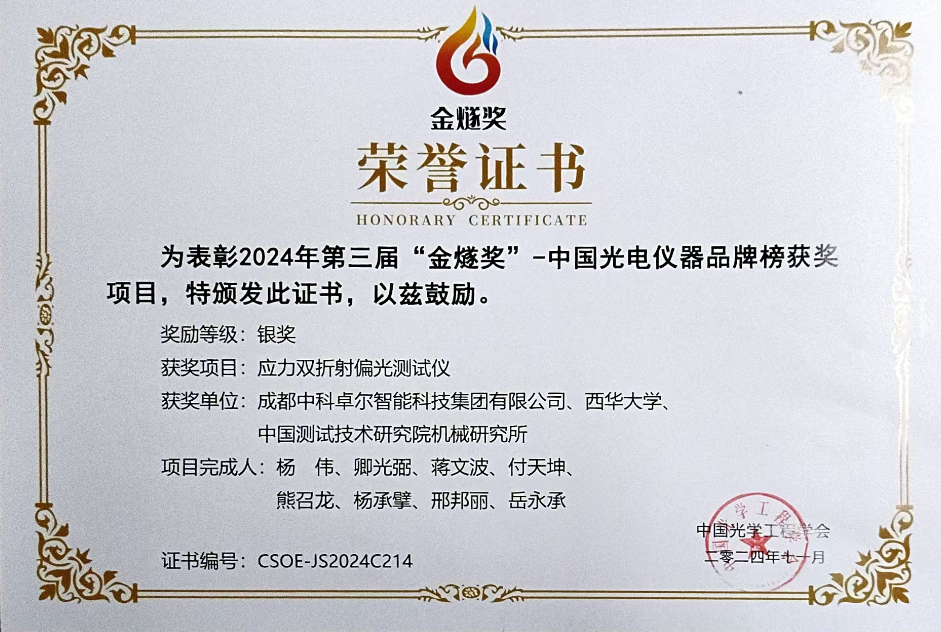 金燧奖
荣誉证书
HONORARY CERTIFICATE
为表彰2024年第三届“金燧奖”-中国光电仪器品牌榜获奖
项目，特颁发此证书，以兹鼓励。
奖励等级：银奖
获奖项目：应力双折射偏光测试仪
获奖单位：成都中科卓尔智能科技集团有限公司、西华大学、
中国测试技术研究院机械研究所
项目完成人：杨　伟、卿光弼、蒋文波、付天坤、
熊召龙、杨承擘、邢邦丽、岳永承
中国光学工程学会
二零二四年十一月
证书编号：CSOE-JS2024C214